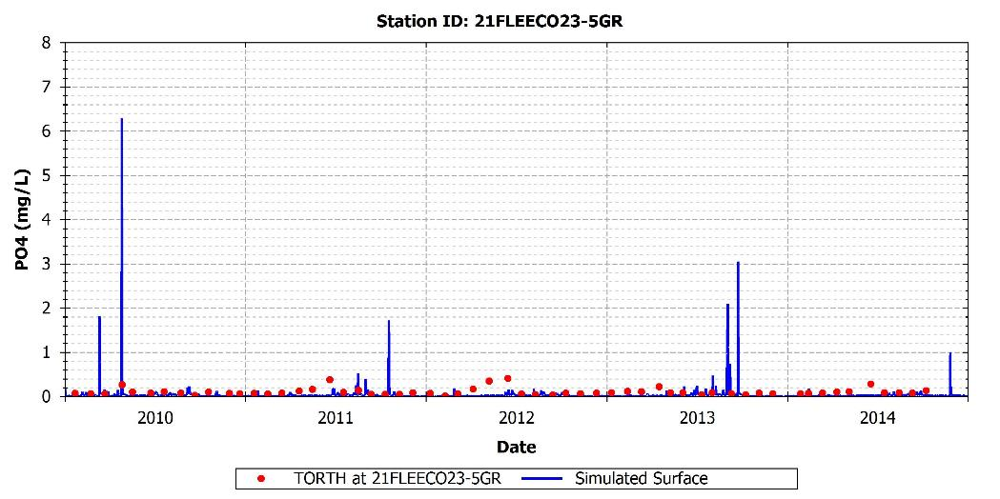 Station ID: 21FLEECO23-5GR
8
7
6
5
4
3
2
1
0
PO4 (mg/L)
2010 2011 2012 2013 2014
Date
TORTH at 21FLEECO23-5GR Simulated Surface